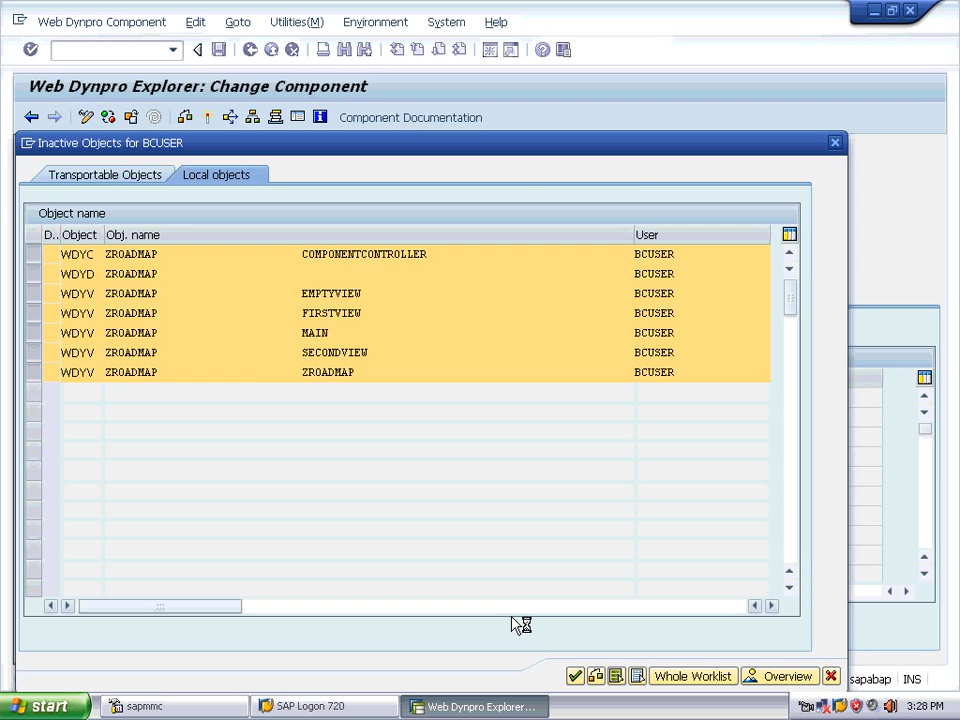 Web Dynpro Component Edit Goto Utilities(M) Environment System Help
Web Dynpro Explorer: Change Component
Component Documentation
Inactive Objects for BCUSER
Transportable Objects Local objects
Object name
D.. Object Obj. name User
WDYC ZROADMAP COMPONENTCONTROLLER BCUSER
WDYD ZROADMAP BCUSER
WDYV ZROADMAP EMPTYVIEW BCUSER
WDYV ZROADMAP FIRSTVIEW BCUSER
WDYV ZROADMAP MAIN BCUSER
WDYV ZROADMAP SECONDVIEW BCUSER
WDYV ZROADMAP ZROADMAP BCUSER
Whole Worklist Overview
sapabap INS
start sapmmc SAP Logon 720 Web Dynpro Explorer... 3:28 PM